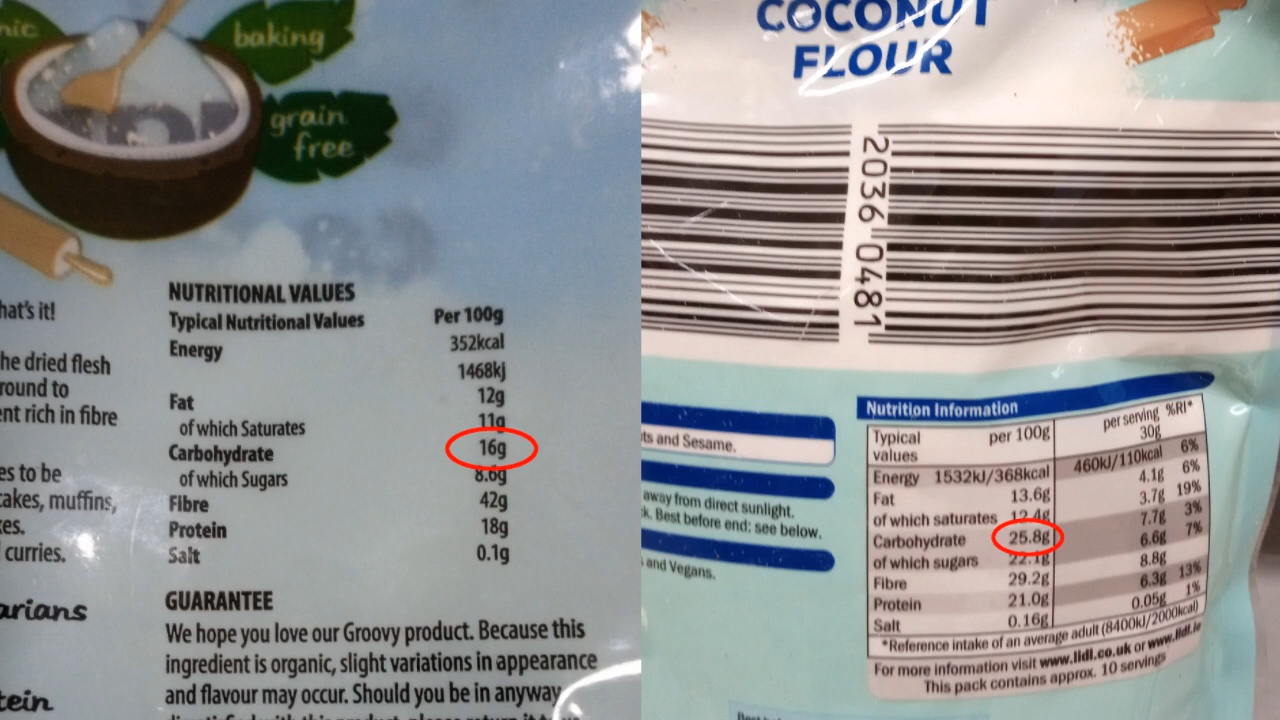 nic
baking
grain
free
hat's it!
he dried flesh
round to
ent rich in fibre
es to be
cakes, muffins,
kes.
curries.
arians
tein
NUTRITIONAL VALUES
Typical Nutritional Values Per 100g
Energy 352kcal
1468kj
Fat 12g
of which Saturates 11g
Carbohydrate 16g
of which Sugars 8.6g
Fibre 42g
Protein 18g
Salt 0.1g
GUARANTEE
We hope you love our Groovy product. Because this
ingredient is organic, slight variations in appearance
and flavour may occur. Should you be in anyway
COCONUT
FLOUR
2036 0481
ts and Sesame.
away from direct sunlight.
k. Best before end: see below.
and Vegans.
Nutrition Information
Typical values per 100g per serving 30g %RI*
Energy 1532kJ/368kcal 460kJ/110kcal 6%
Fat 13.6g 4.1g 6%
of which saturates 12.4g 3.7g 19%
Carbohydrate 25.8g 7.7g 3%
of which sugars 22.1g 6.6g 7%
Fibre 29.2g 8.8g
Protein 21.0g 6.3g 13%
Salt 0.16g 0.05g 1%
*Reference intake of an average adult (8400kJ/2000kcal)
For more information visit www.lidl.co.uk or www.lidl.ie
This pack contains approx. 10 servings